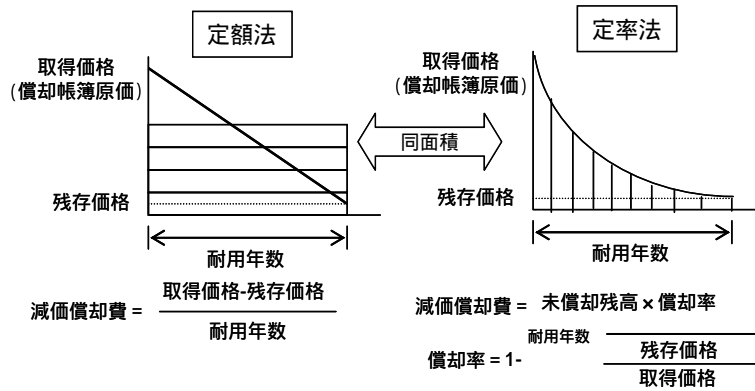 定額法
取得価格
(償却帳簿原価)
残存価格
耐用年数
減価償却費 =
取得価格-残存価格
耐用年数
同面積
定率法
取得価格
(償却帳簿原価)
残存価格
耐用年数
減価償却費 = 未償却残高 × 償却率
償却率 = 1-
耐用年数
残存価格
取得価格